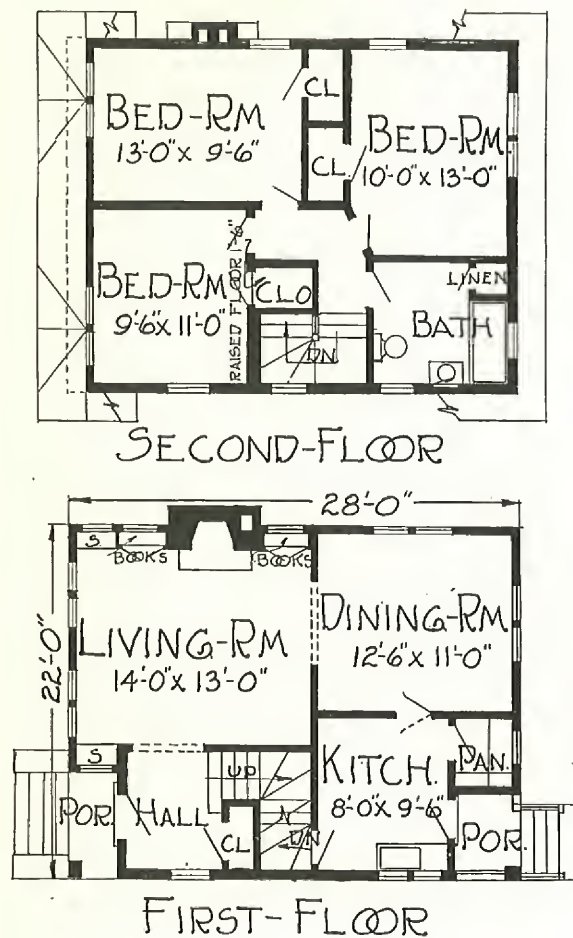 CL
BED-RM
13'-0" x 9'-6"
BED-RM.
10'-0" x 13'-0"
CL.
BED-RM
9'-6" x 11'-0"
RAISED FLOOR 1'-6"
CLO
LINEN
BATH
DN
SECOND-FLOOR
28'-0"
22'-0"
S
BOOKS
BOOKS
LIVING-RM
14'-0" x 13'-0"
DINING-RM
12'-6" x 11'-0"
S
UP
KITCH.
8'-0" x 9'-6"
PAN.
POR.
HALL
CL
DN
POR.
FIRST-FLOOR